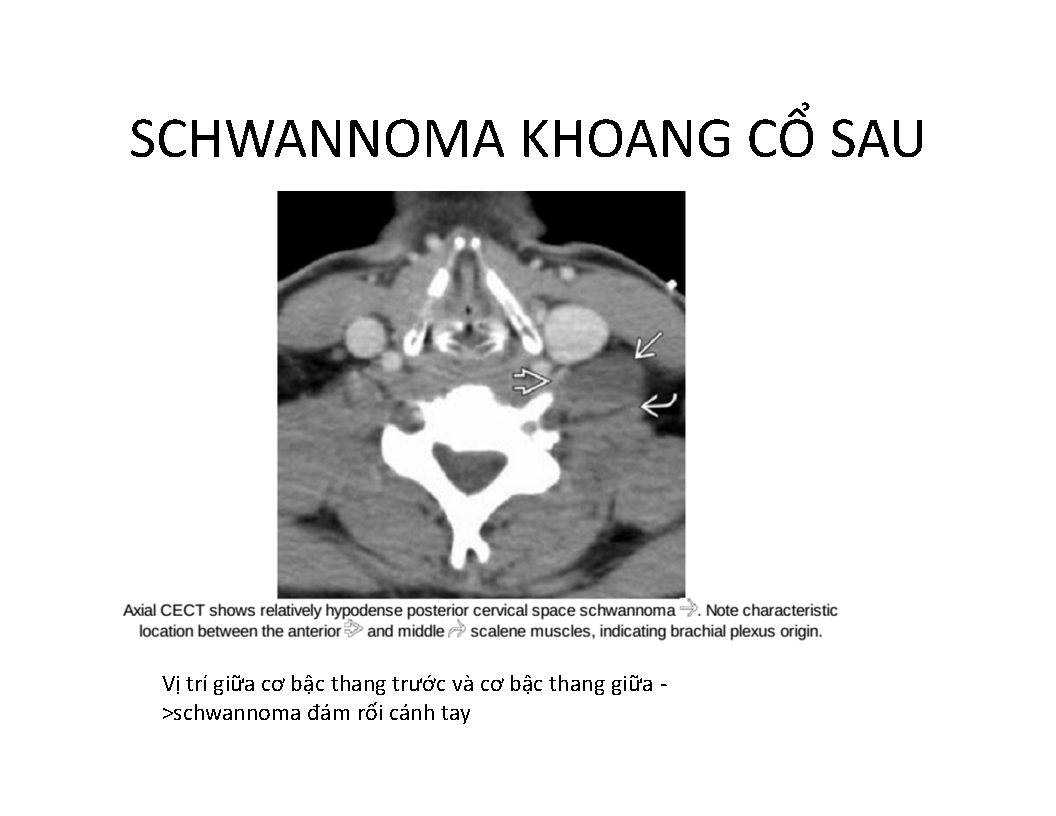 SCHWANNOMA KHOANG CỔ SAU
Axial CECT shows relatively hypodense posterior cervical space schwannoma . Note characteristic
location between the anterior and middle scalene muscles, indicating brachial plexus origin.
Vị trí giữa cơ bậc thang trước và cơ bậc thang giữa -
>schwannoma đám rối cánh tay